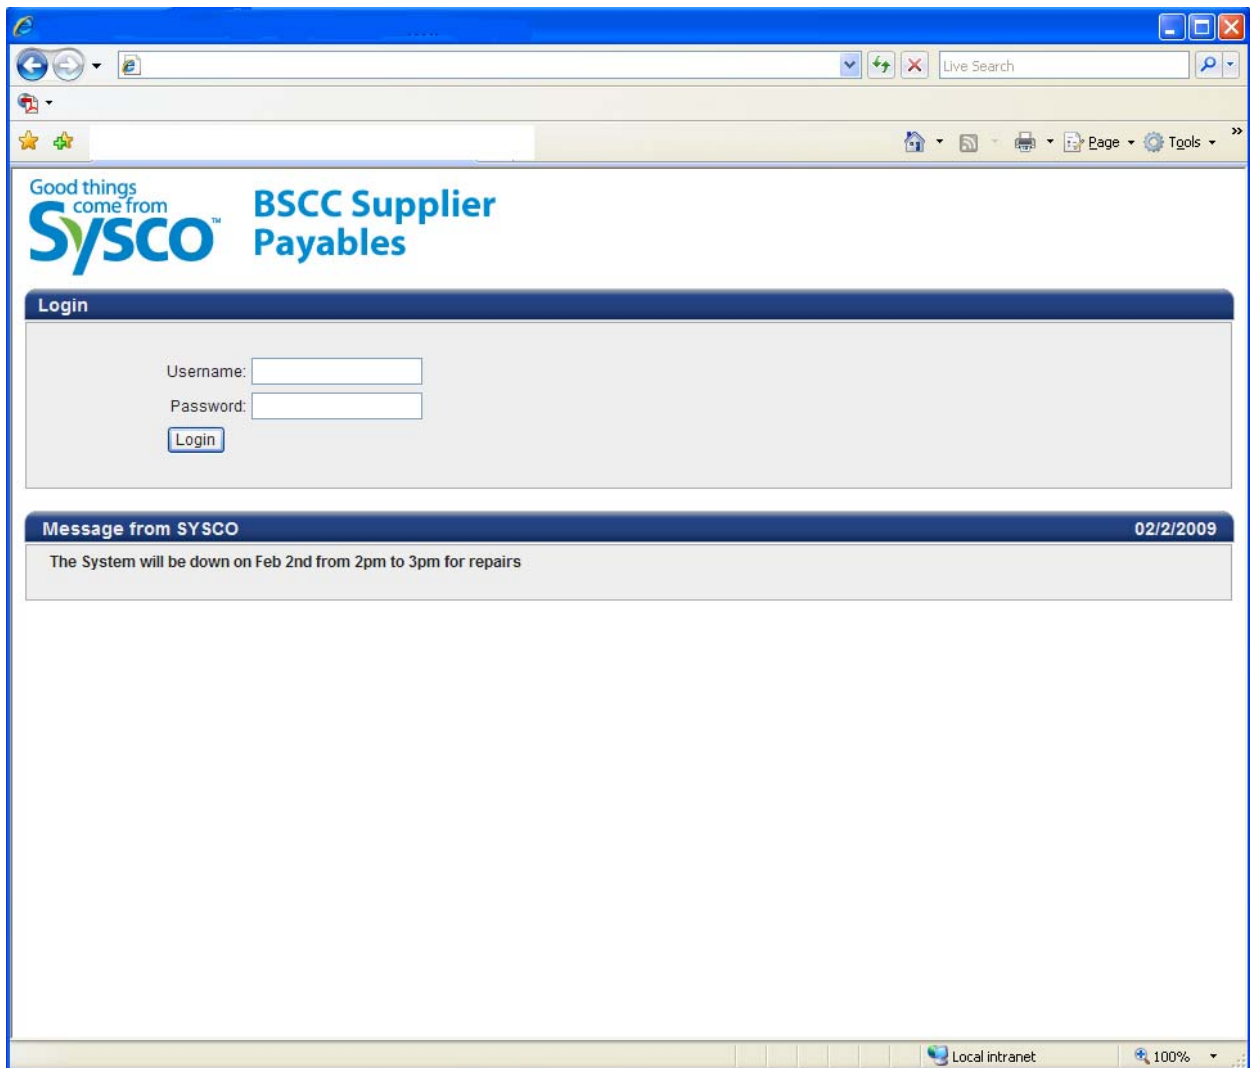 Live Search
Page Tools
Good things
come from
Sysco™
BSCC Supplier
Payables
Login
Username:
Password:
Login
Message from SYSCO 02/2/2009
The System will be down on Feb 2nd from 2pm to 3pm for repairs
Local intranet 100%